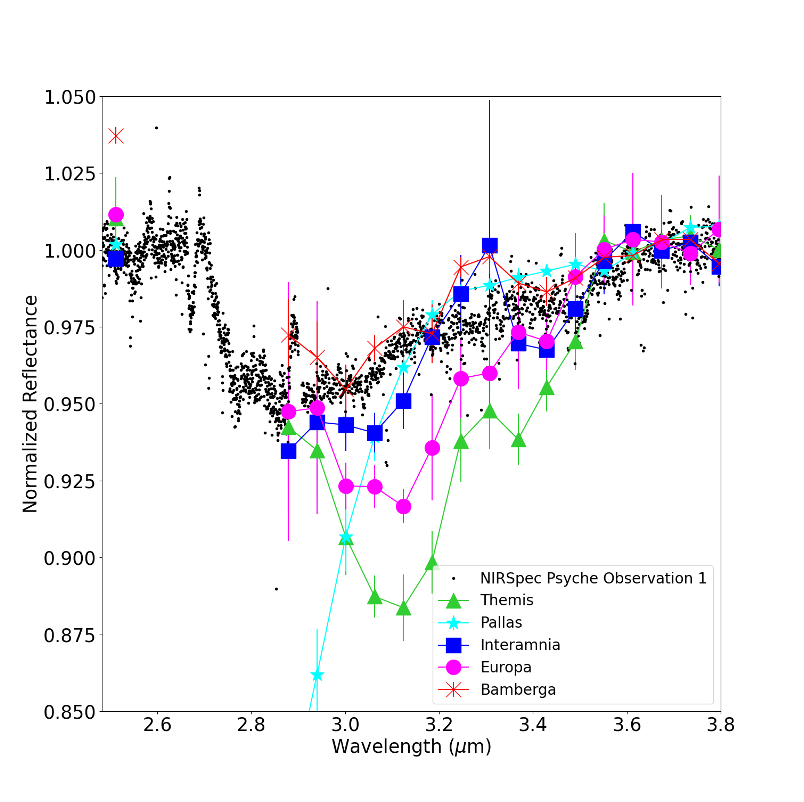 1.050
1.025
1.000
0.975
0.950
0.925
0.900
0.875
0.850
Normalized Reflectance
2.6 2.8 3.0 3.2 3.4 3.6 3.8
Wavelength (μm)
NIRSpec Psyche Observation 1
Themis
Pallas
Interamnia
Europa
Bamberga